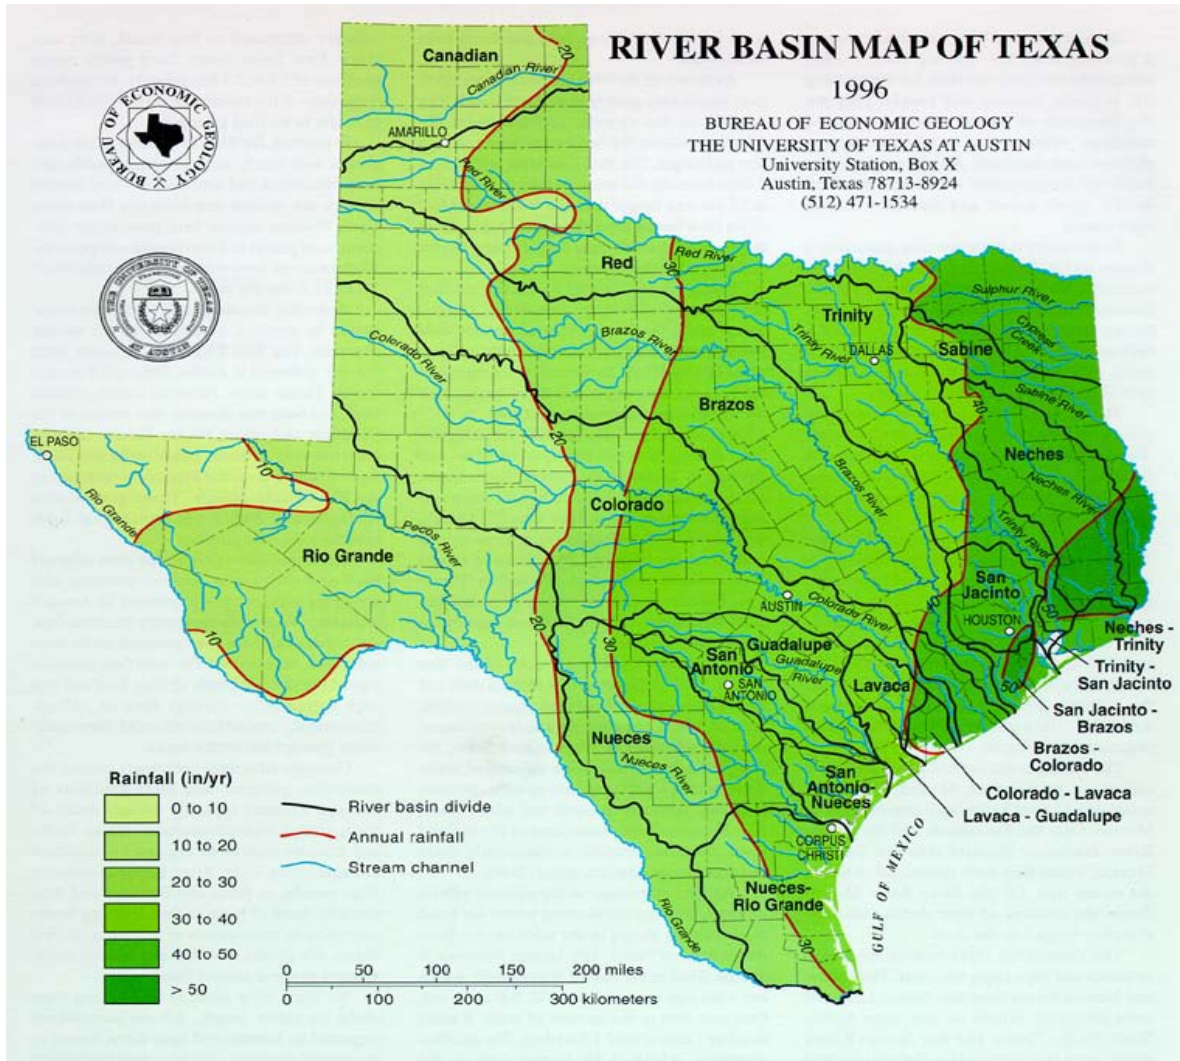 RIVER BASIN MAP OF TEXAS
1996
BUREAU OF ECONOMIC GEOLOGY
THE UNIVERSITY OF TEXAS AT AUSTIN
University Station, Box X
Austin, Texas 78713-8924
(512) 471-1534
BUREAU OF ECONOMIC GEOLOGY
THE UNIVERSITY OF TEXAS
AT AUSTIN
Canadian
20
Canadian River
AMARILLO
Red River
Red
30
Red River
Sulphur River
Cypress
Creek
Trinity
Trinity River
DALLAS
Sabine
Sabine River
Colorado River
Brazos River
Brazos
40
20
Neches
Neches River
EL PASO
10
Rio Grande
Brazos River
Colorado
Trinity River
Pecos River
Rio Grande
San
Jacinto
AUSTIN
Colorado River
40
HOUSTON
50
10
20
30
Guadalupe
Guadalupe
River
San
Antonio
SAN
ANTONIO
Lavaca
50
Neches -
Trinity
Trinity -
San Jacinto
San Jacinto -
Brazos
Brazos -
Colorado
Colorado - Lavaca
Lavaca - Guadalupe
Nueces
Nueces River
San
Antonio-
Nueces
CORPUS
CHRISTI
Nueces-
Rio Grande
30
Rio Grande
GULF OF MEXICO
Rainfall (in/yr)
0 to 10
10 to 20
20 to 30
30 to 40
40 to 50
> 50
River basin divide
Annual rainfall
Stream channel
0 50 100 150 200 miles
0 100 200 300 kilometers